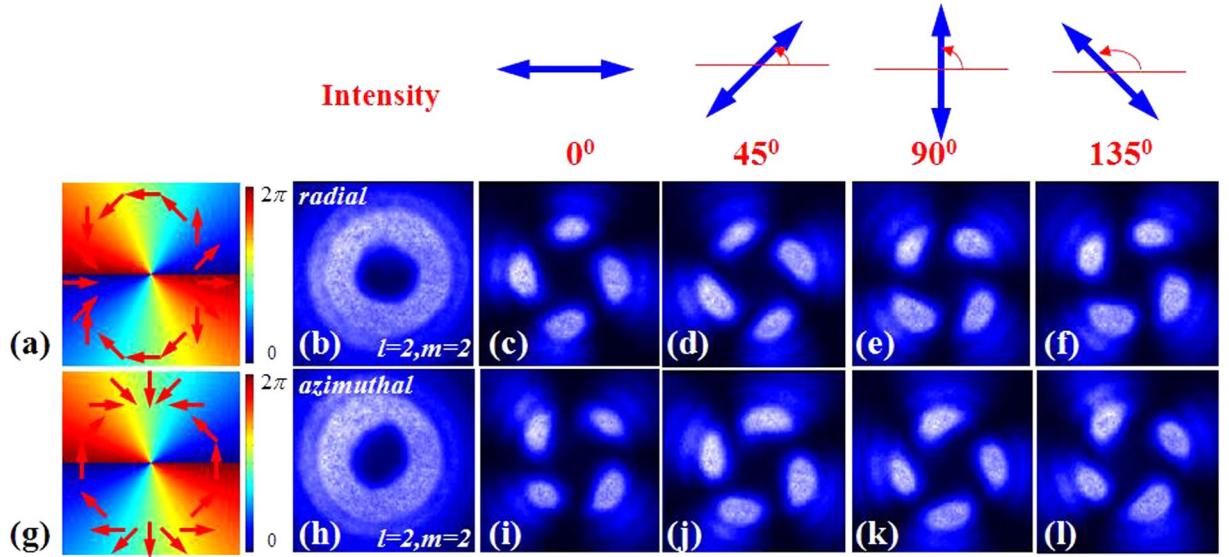 Intensity
0⁰ 45⁰ 90⁰ 135⁰
2π radial
(a) 0 (b) l=2,m=2 (c) (d) (e) (f)
2π azimuthal
(g) 0 (h) l=2,m=2 (i) (j) (k) (l)